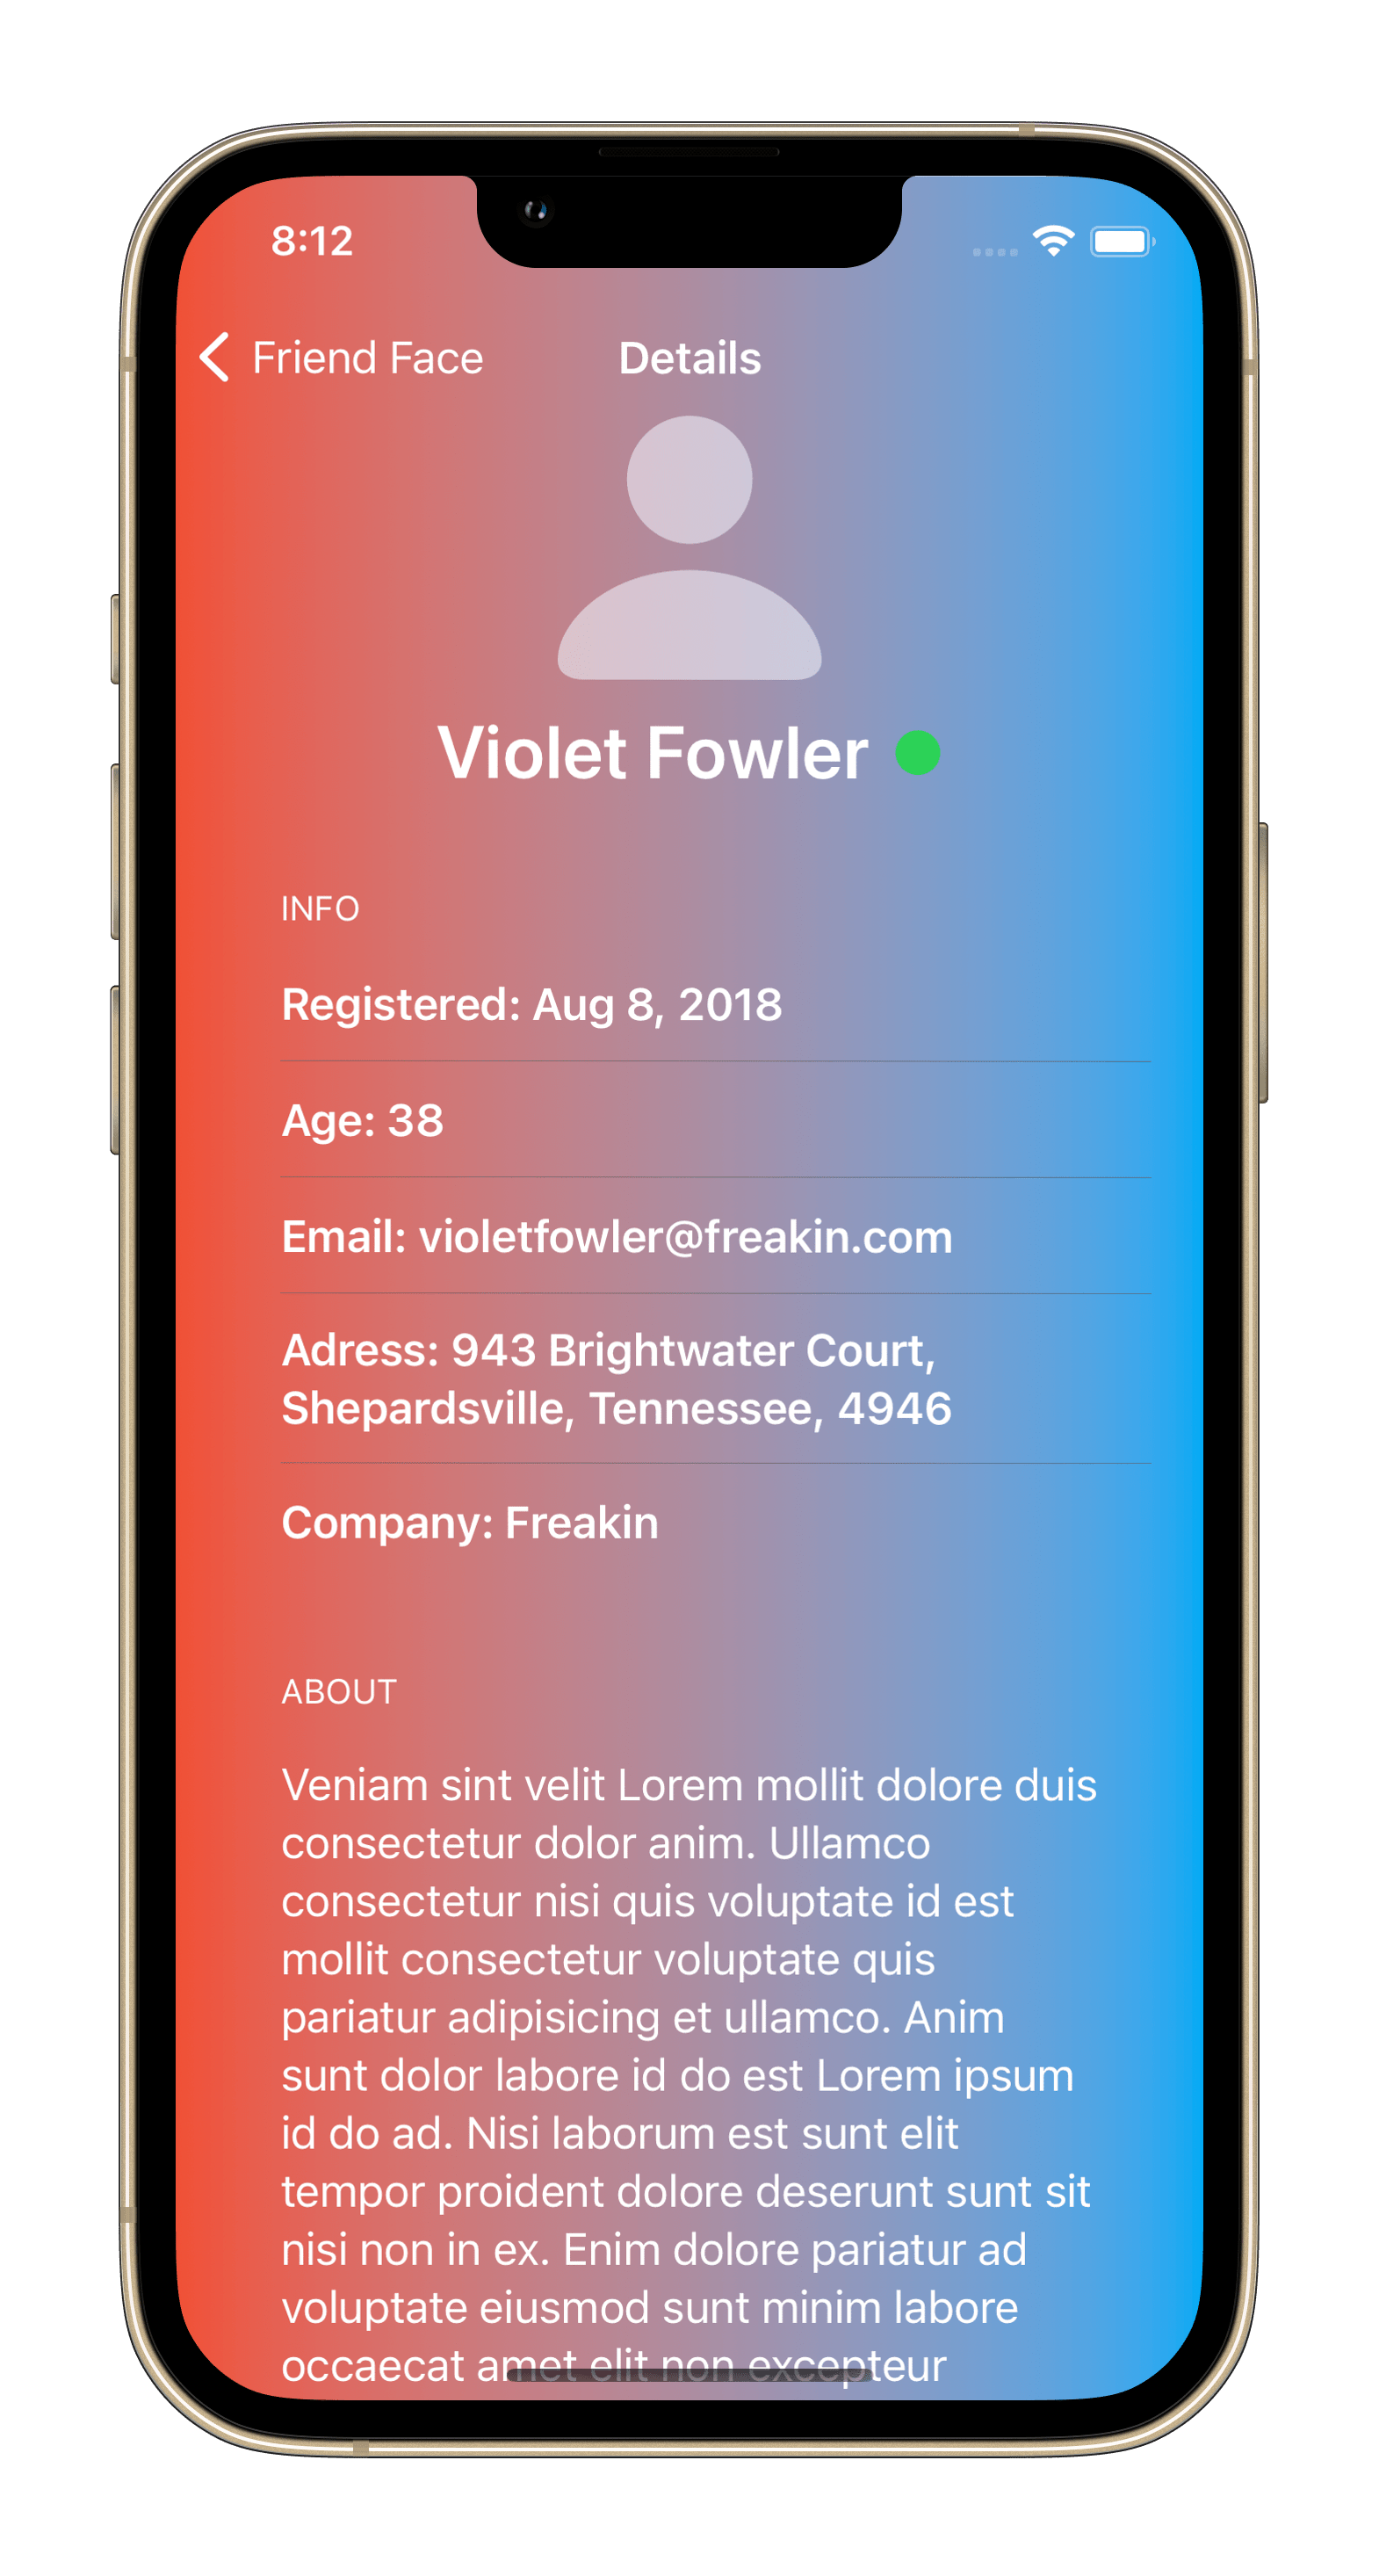 8:12
Friend Face
Details
Violet Fowler
INFO
Registered: Aug 8, 2018
Age: 38
Email: violetfowler@freakin.com
Adress: 943 Brightwater Court,
Shepardsville, Tennessee, 4946
Company: Freakin
ABOUT
Veniam sint velit Lorem mollit dolore duis
consectetur dolor anim. Ullamco
consectetur nisi quis voluptate id est
mollit consectetur voluptate quis
pariatur adipisicing et ullamco. Anim
sunt dolor labore id do est Lorem ipsum
id do ad. Nisi laborum est sunt elit
tempor proident dolore deserunt sunt sit
nisi non in ex. Enim dolore pariatur ad
voluptate eiusmod sunt minim labore
occaecat amet elit non excepteur